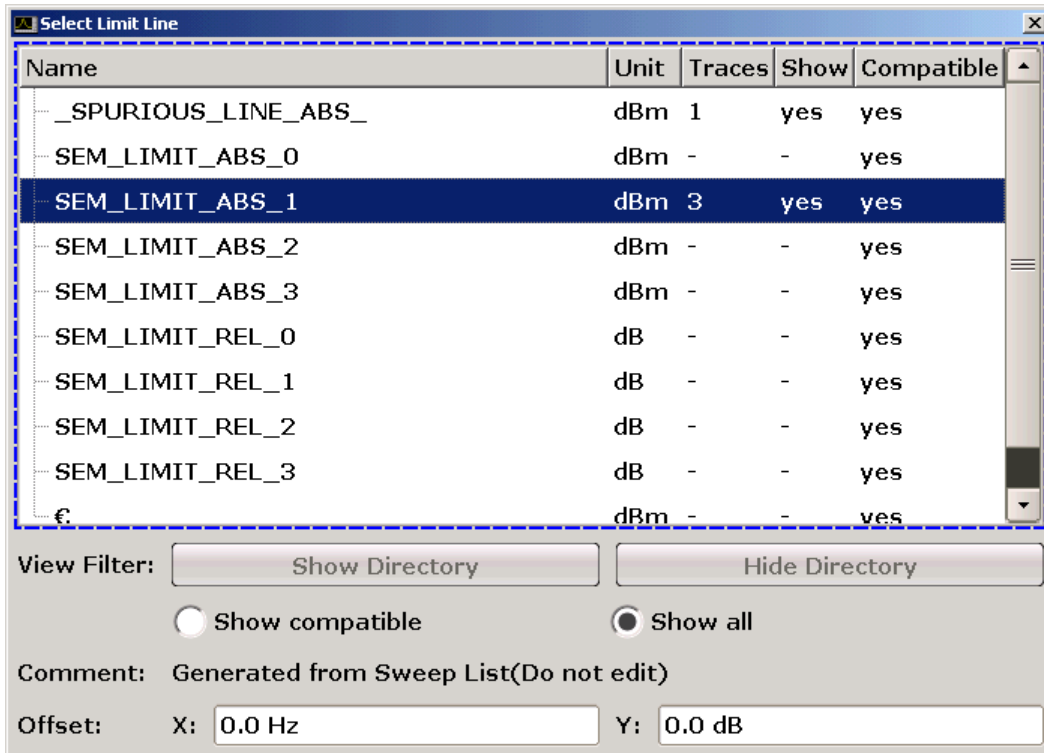 Select Limit Line
Name Unit Traces Show Compatible
_SPURIOUS_LINE_ABS_ dBm 1 yes yes
SEM_LIMIT_ABS_0 dBm - - yes
SEM_LIMIT_ABS_1 dBm 3 yes yes
SEM_LIMIT_ABS_2 dBm - - yes
SEM_LIMIT_ABS_3 dBm - - yes
SEM_LIMIT_REL_0 dB - - yes
SEM_LIMIT_REL_1 dB - - yes
SEM_LIMIT_REL_2 dB - - yes
SEM_LIMIT_REL_3 dB - - yes
€ dBm - - yes
View Filter: Show Directory Hide Directory
Show compatible Show all
Comment: Generated from Sweep List(Do not edit)
Offset: X: 0.0 Hz Y: 0.0 dB